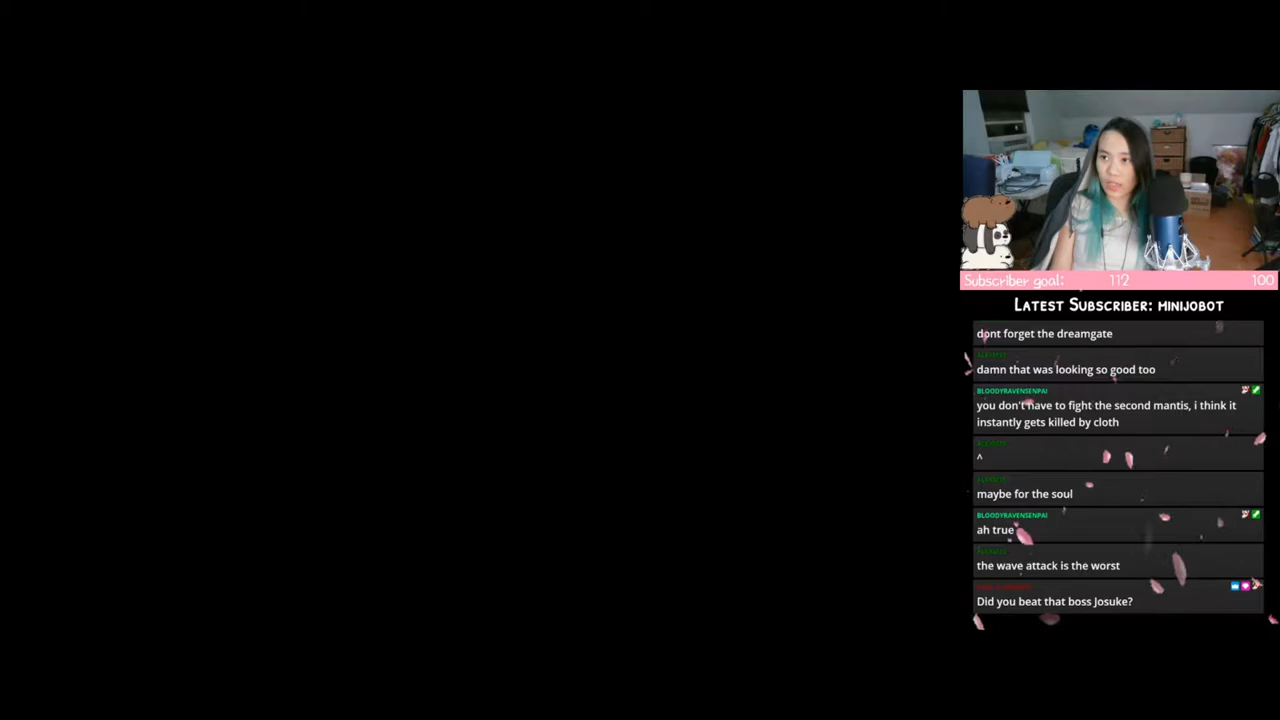 Subscriber goal: 112 100
Latest Subscriber: minijobot
dont forget the dreamgate
damn that was looking so good too
BLOODYRAVENSENPAI
you don't have to fight the second mantis, i think it
instantly gets killed by cloth
^
maybe for the soul
BLOODYRAVENSENPAI
ah true
the wave attack is the worst
Did you beat that boss Josuke?